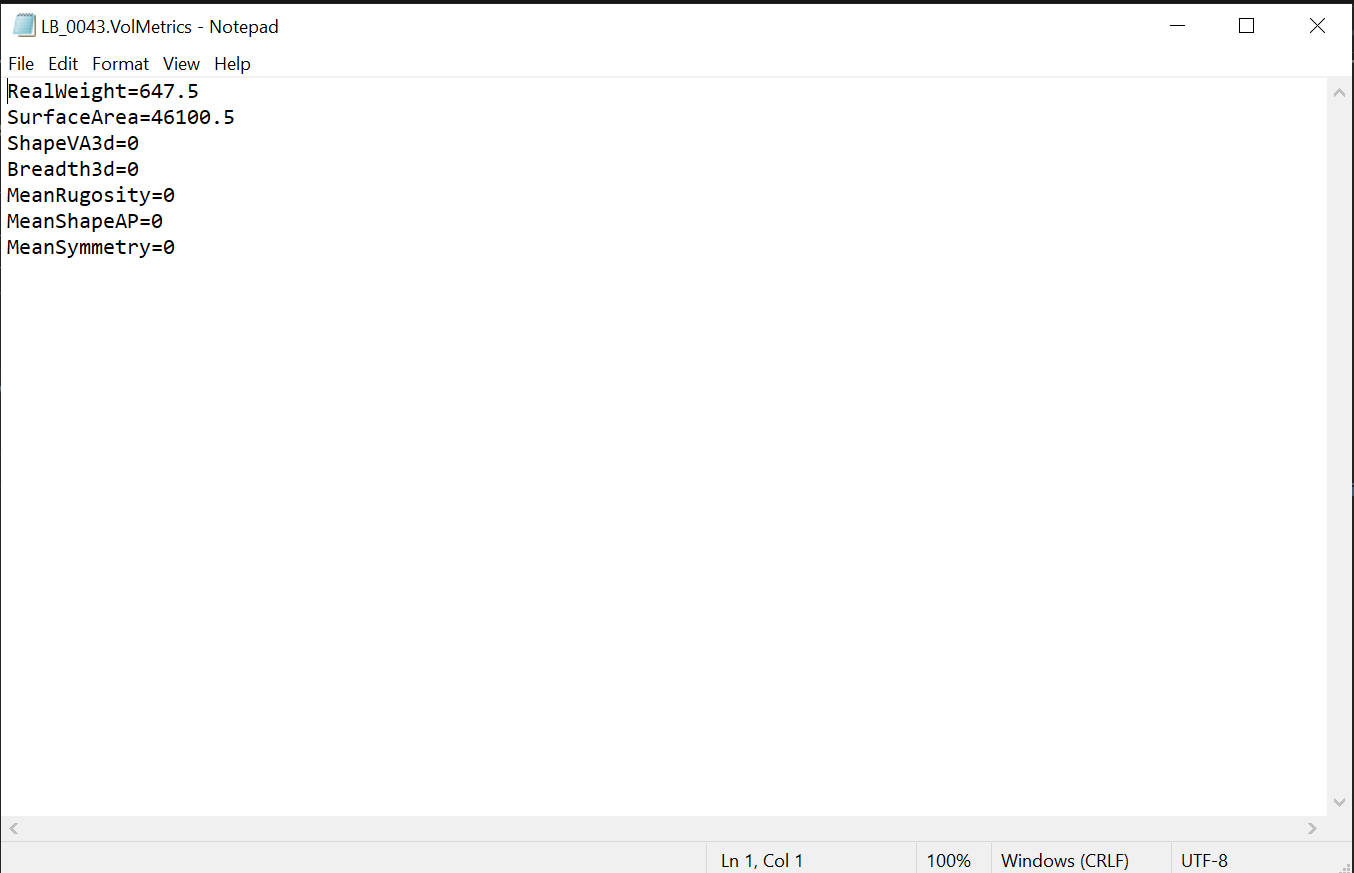 LB_0043.VolMetrics - Notepad
File Edit Format View Help
RealWeight=647.5
SurfaceArea=46100.5
ShapeVA3d=0
Breadth3d=0
MeanRugosity=0
MeanShapeAP=0
MeanSymmetry=0
Ln 1, Col 1 100% Windows (CRLF) UTF-8